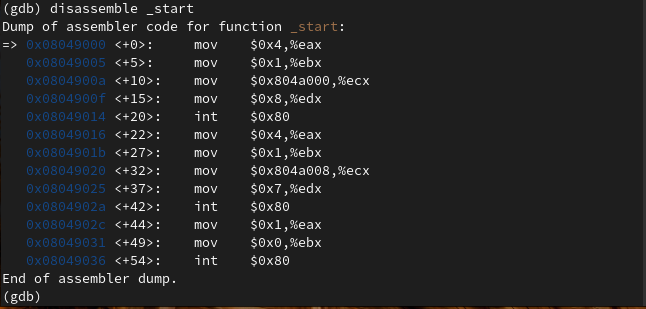 (gdb) disassemble _start
Dump of assembler code for function _start:
=> 0x08049000 <+0>:     mov    $0x4,%eax
   0x08049005 <+5>:     mov    $0x1,%ebx
   0x0804900a <+10>:    mov    $0x804a000,%ecx
   0x0804900f <+15>:    mov    $0x8,%edx
   0x08049014 <+20>:    int    $0x80
   0x08049016 <+22>:    mov    $0x4,%eax
   0x0804901b <+27>:    mov    $0x1,%ebx
   0x08049020 <+32>:    mov    $0x804a008,%ecx
   0x08049025 <+37>:    mov    $0x7,%edx
   0x0804902a <+42>:    int    $0x80
   0x0804902c <+44>:    mov    $0x1,%eax
   0x08049031 <+49>:    mov    $0x0,%ebx
   0x08049036 <+54>:    int    $0x80
End of assembler dump.
(gdb)